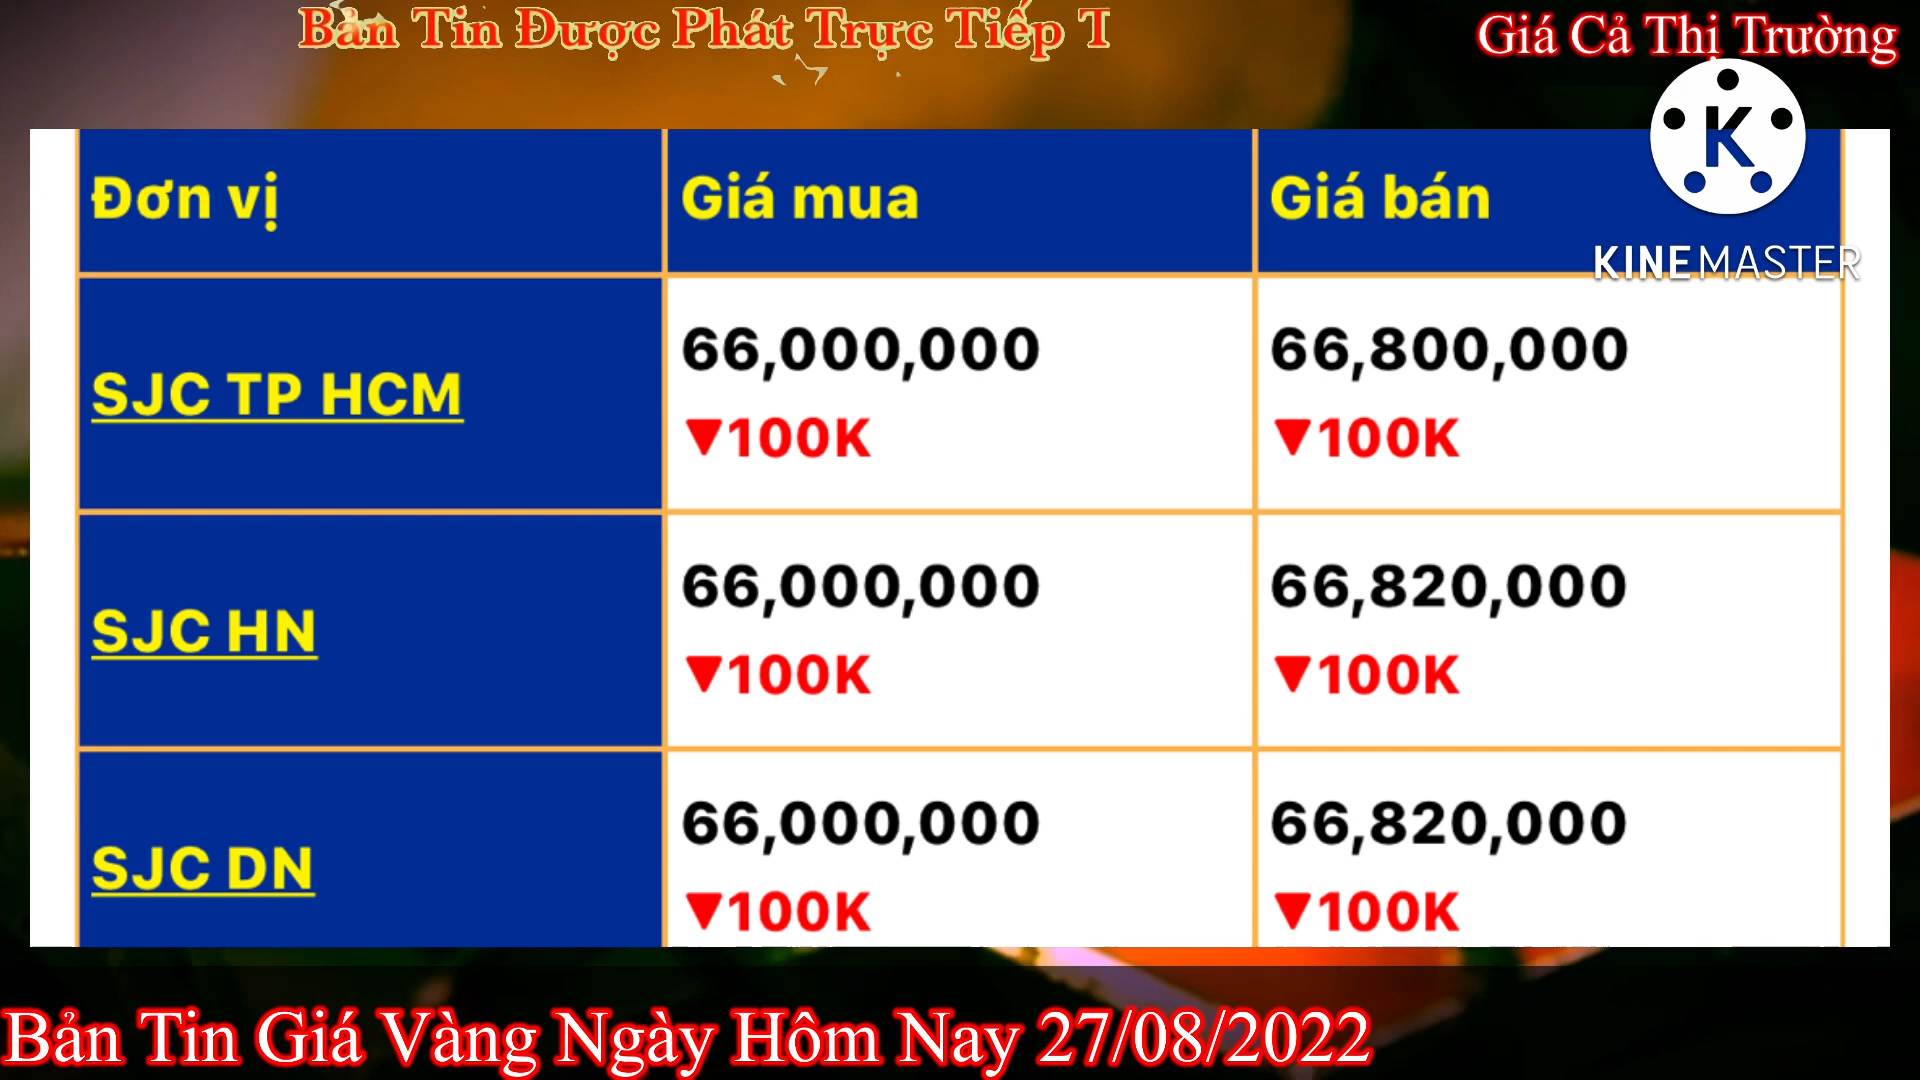 Bản Tin Được Phát Trực Tiếp T
Giá Cả Thị Trường
K
KINEMASTER
Đơn vị Giá mua Giá bán
SJC TP HCM 66,000,000 66,800,000
▼100K ▼100K
SJC HN 66,000,000 66,820,000
▼100K ▼100K
SJC DN 66,000,000 66,820,000
▼100K ▼100K
Bản Tin Giá Vàng Ngày Hôm Nay 27/08/2022